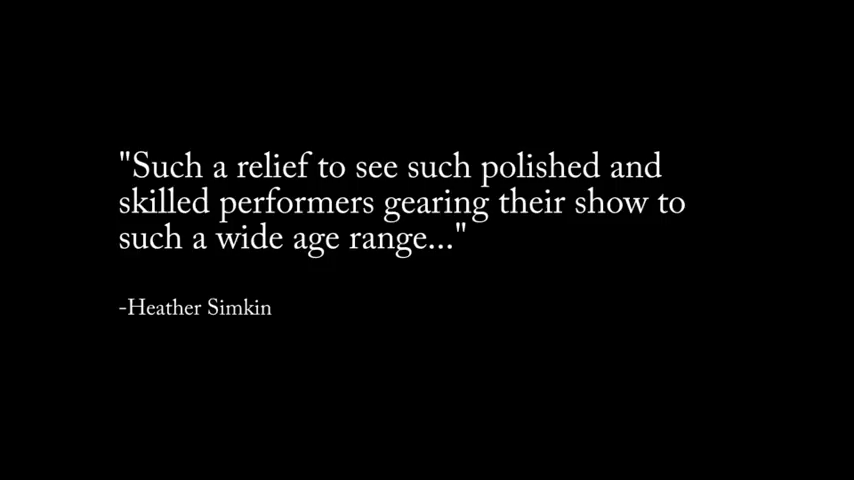 "Such a relief to see such polished and
skilled performers gearing their show to
such a wide age range..."
-Heather Simkin